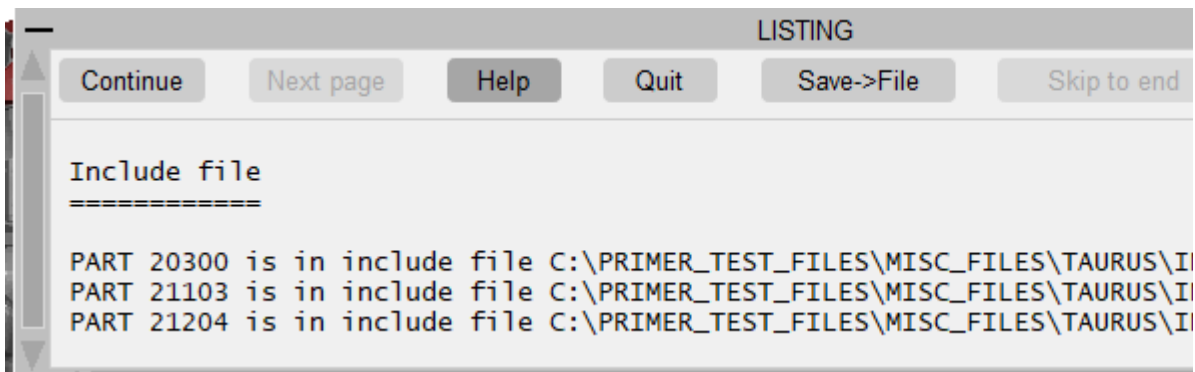 LISTING
Continue Next page Help Quit Save->File Skip to end
Include file
============
PART 20300 is in include file C:\PRIMER_TEST_FILES\MISC_FILES\TAURUS\
PART 21103 is in include file C:\PRIMER_TEST_FILES\MISC_FILES\TAURUS\
PART 21204 is in include file C:\PRIMER_TEST_FILES\MISC_FILES\TAURUS\